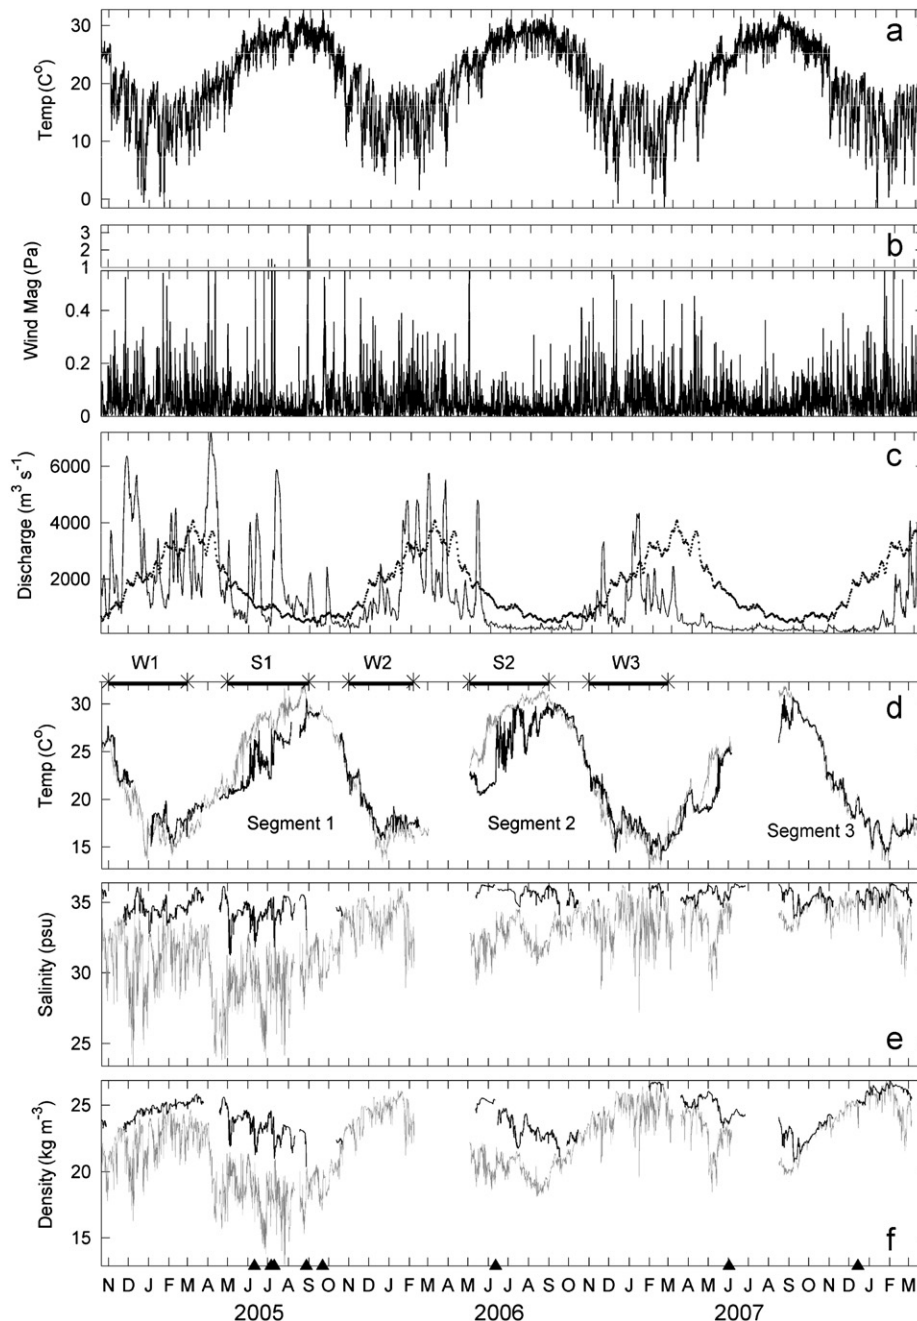 a
Temp (C°)
30
20
10
0
b
Wind Mag (Pa)
3
2
1
0.4
0.2
0
c
Discharge (m³ s⁻¹)
6000
4000
2000
W1 S1 W2 S2 W3
d
Temp (C°)
30
25
20
15
Segment 1 Segment 2 Segment 3
Salinity (psu)
35
30
25
e
Density (kg m⁻³)
25
20
15
f
N D J F M A M J J A S O N D J F M A M J J A S O N D J F M A M J J A S O N D J F M
2005 2006 2007